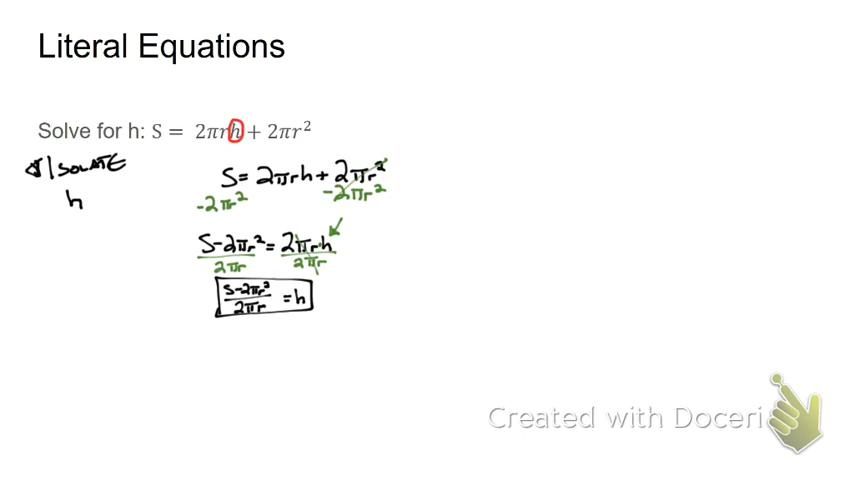 Literal Equations
Solve for h: S = 2πrh + 2πr²
ISOLATE
h
S = 2πrh + 2πr²
-2πr² -2πr²
S-2πr² = 2πrh
2πr 2πr
S-2πr² = h
2πr
Created with Doceri